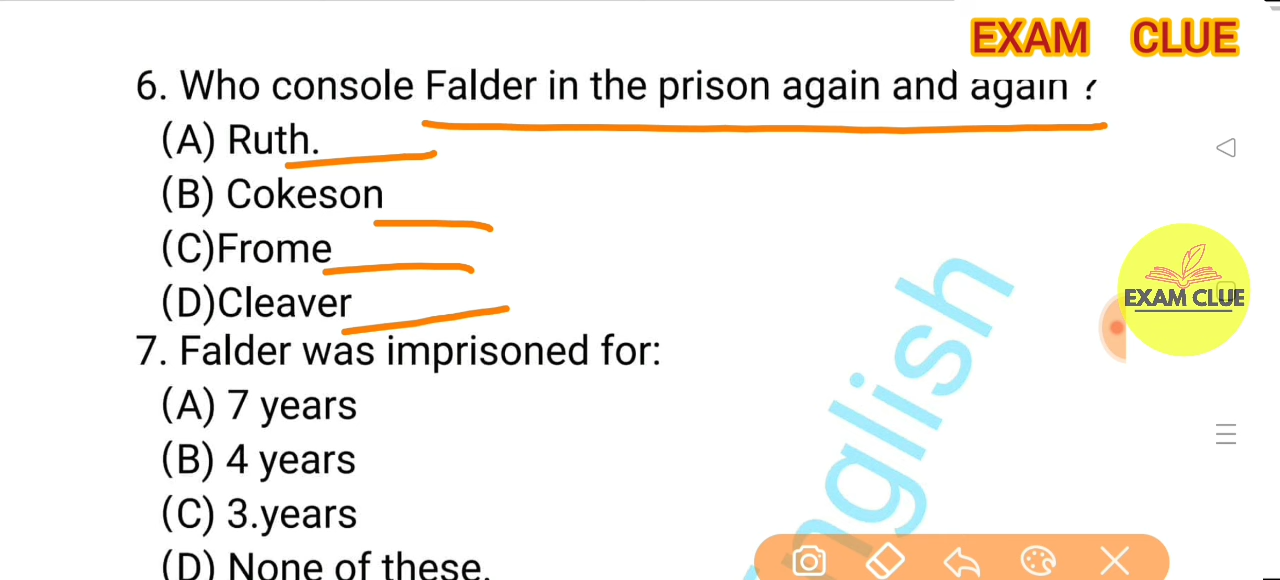 EXAM CLUE
6. Who console Falder in the prison again and again ?
(A) Ruth.
(B) Cokeson
(C)Frome
(D)Cleaver
EXAM CLUE
7. Falder was imprisoned for:
(A) 7 years
(B) 4 years
(C) 3.years
(D) None of these.
nglish